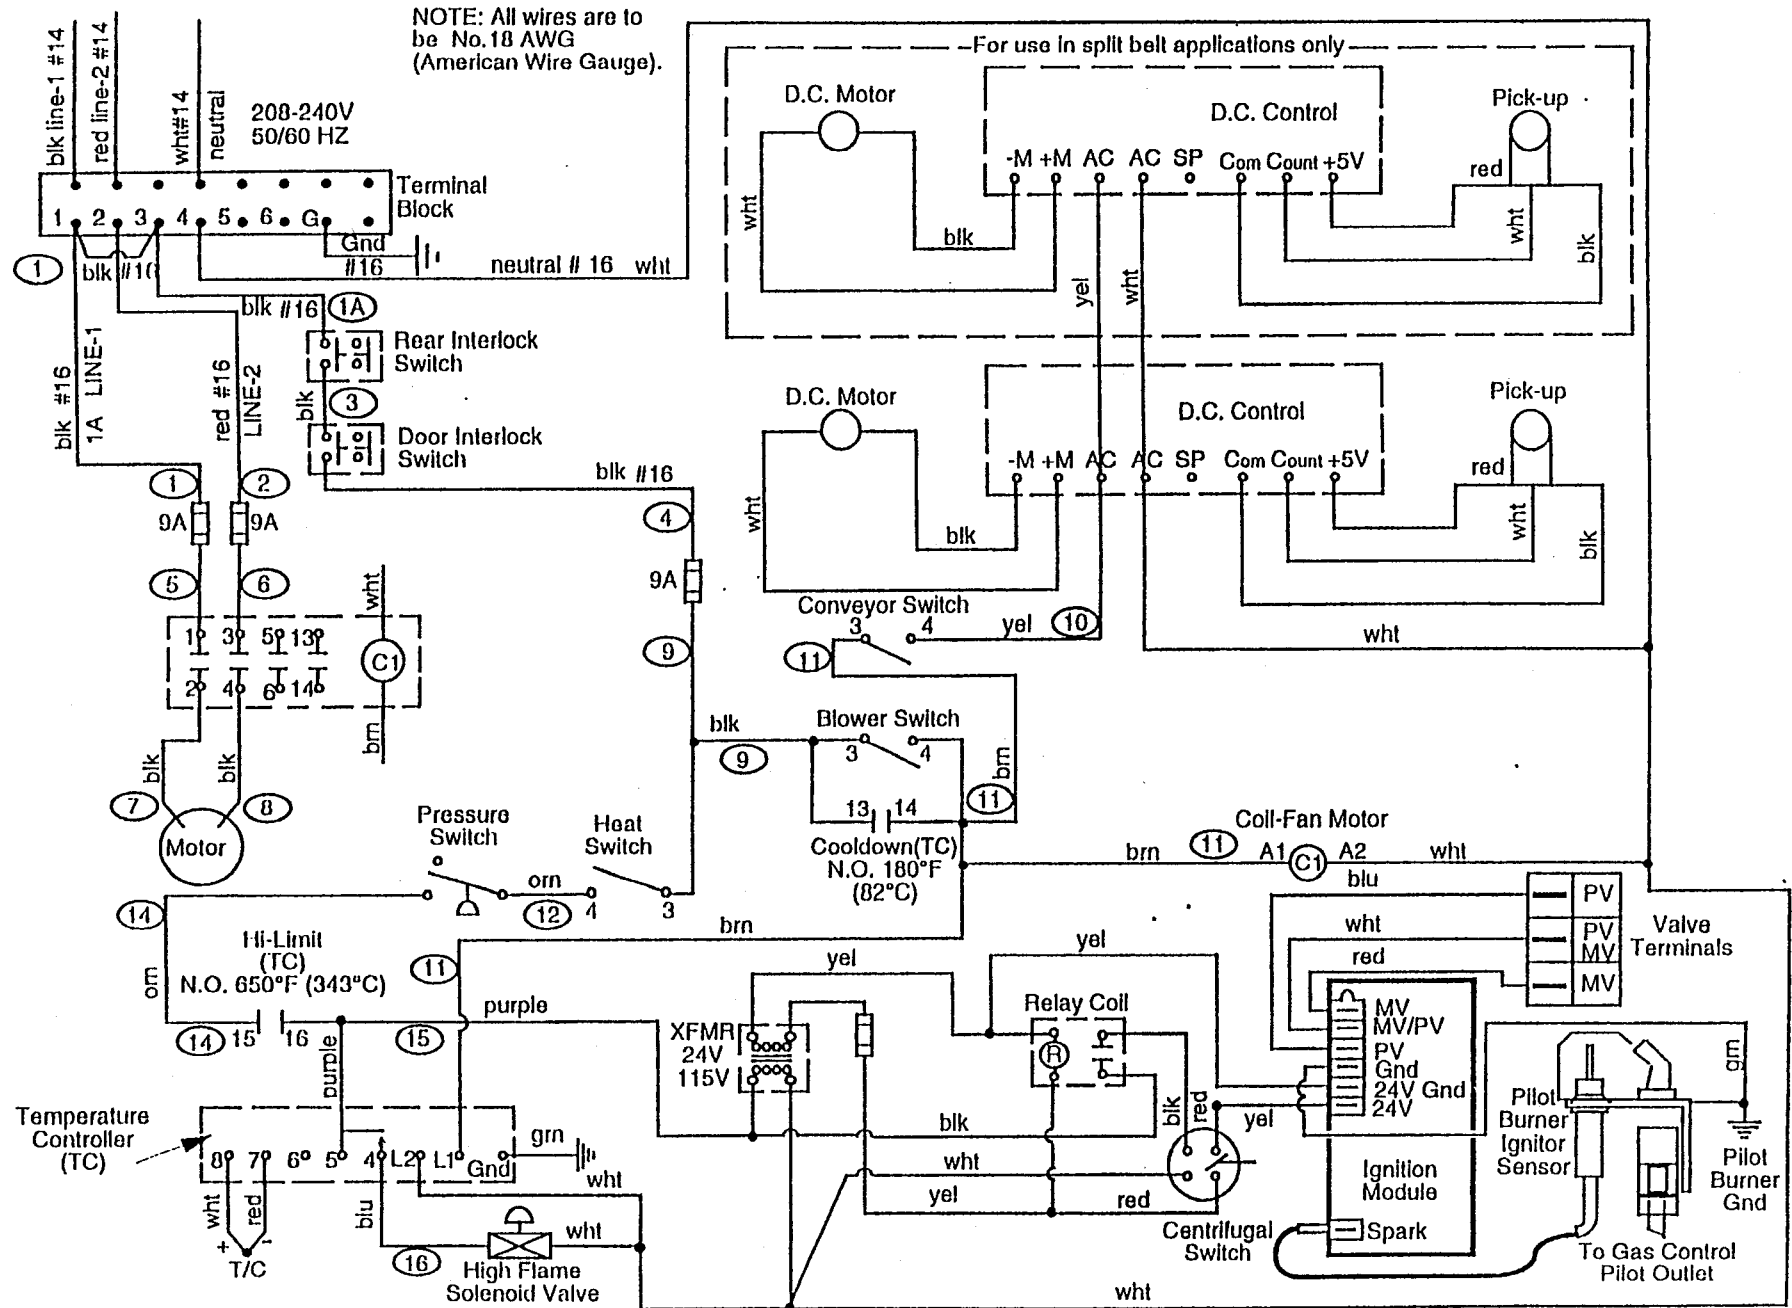 NOTE: All wires are to
be No.18 AWG
(American Wire Gauge).
blk line-1 #14
red line-2 #14
wht#14
neutral
208-240V
50/60 HZ
Terminal
Block
1 2 3 4 5 6 G
Gnd
#16
1
blk #16
neutral # 16 wht
blk #16
1A
Rear Interlock
Switch
blk
3
Door Interlock
Switch
blk #16
1A LINE-1
red #16
LINE-2
blk #16
1
2
9A
9A
4
9A
5
6
wht
1 3 5 13
C1
2 4 6 14
brn
9
blk
blk
7
8
Motor
For use in split belt applications only
D.C. Motor
D.C. Control
Pick-up
-M +M AC AC SP Com Count +5V
red
wht
blk
wht
blk
yel
wht
D.C. Motor
D.C. Control
Pick-up
-M +M AC AC SP Com Count +5V
red
wht
blk
wht
blk
Conveyor Switch
3 4
yel
10
11
wht
blk
9
Blower Switch
3 4
brn
11
13 14
Cooldown(TC)
N.O. 180°F
(82°C)
Coil-Fan Motor
brn
11
A1 C1 A2
wht
Pressure
Switch
Heat
Switch
orn
12
4 3
14
orn
Hi-Limit
(TC)
N.O. 650°F (343°C)
14
15 16
11
brn
purple
15
purple
yel
yel
XFMR
24V
115V
Relay Coil
R
blu
wht
red
PV
PV
MV
MV
Valve
Terminals
MV
MV/PV
PV
Gnd
24V Gnd
24V
blk
red
yel
grn
Pilot
Burner
Ignitor
Sensor
Pilot
Burner
Gnd
Temperature
Controller
(TC)
8 7 6 5 4 L2 L1 Gnd
grn
wht
blk
wht
yel
red
wht
red
+ -
T/C
blu
16
wht
High Flame
Solenoid Valve
Centrifugal
Switch
Ignition
Module
Spark
To Gas Control
Pilot Outlet
wht